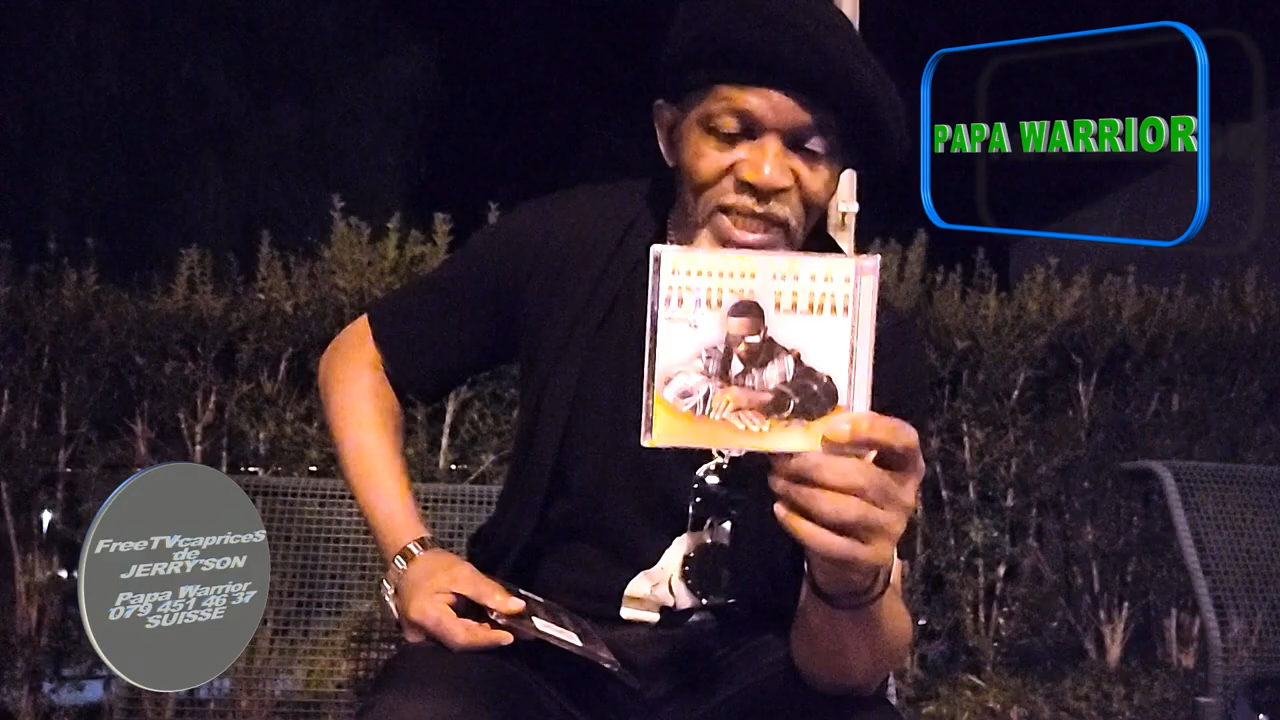 PAPA WARRIOR
FreeTVcapriceS
de
JERRY'SON
Papa Warrior
079 451 46 37
SUISSE